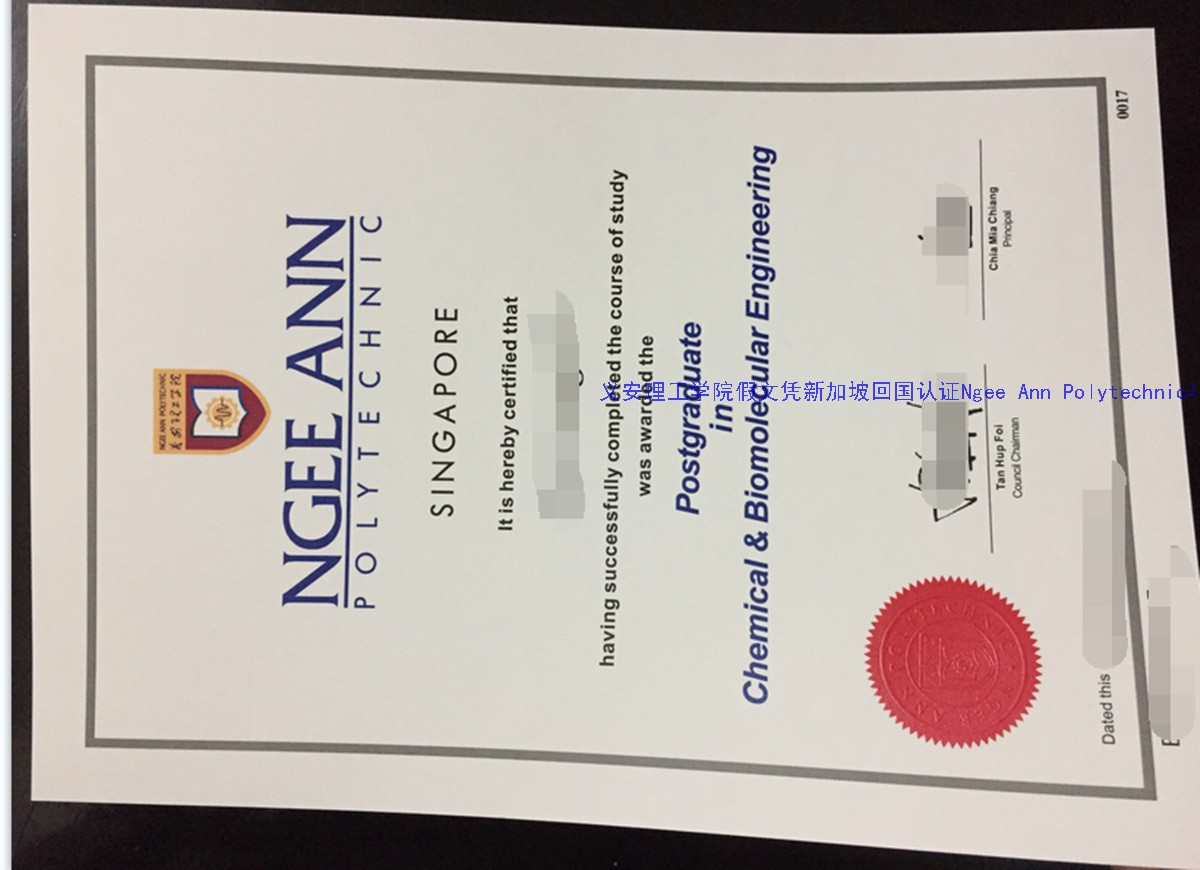 NGEE ANN POLYTECHNIC
NGEE ANN
POLYTECHNIC
SINGAPORE
It is hereby certified that
having successfully completed the course of study
was awarded the
Postgraduate
in
Chemical & Biomolecular Engineering
义安理工学院假文凭新加坡回国认证Ngee Ann Polytechnic
Tan Hup Foi
Council Chairman
Chia Mia Chiang
Principal
Dated this
0017